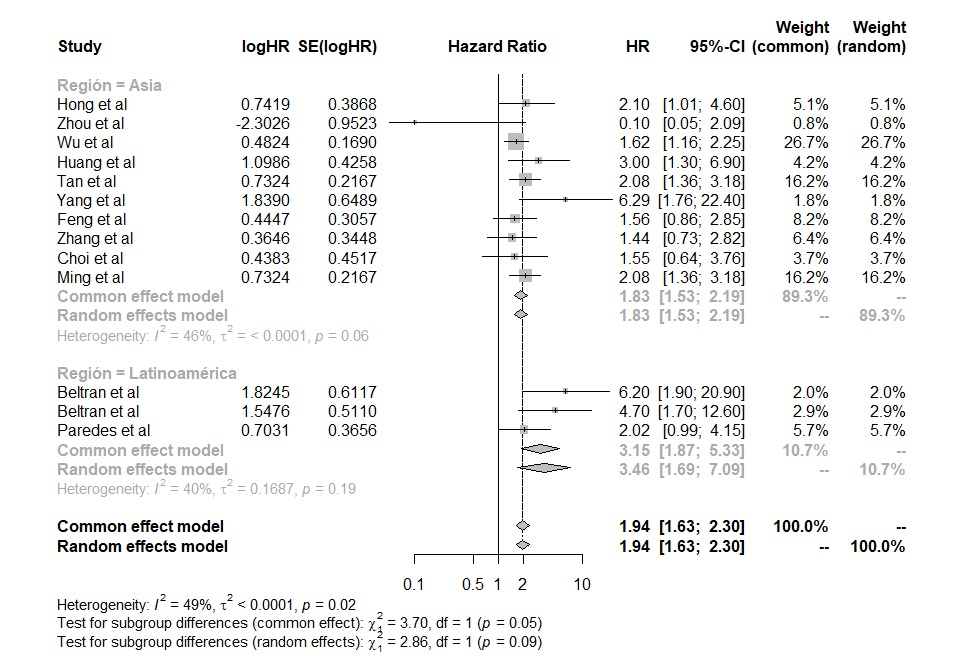 Study logHR SE(logHR) Hazard Ratio HR 95%-CI Weight (common) Weight (random)
Región = Asia
Hong et al 0.7419 0.3868 2.10 [1.01; 4.60] 5.1% 5.1%
Zhou et al -2.3026 0.9523 0.10 [0.05; 2.09] 0.8% 0.8%
Wu et al 0.4824 0.1690 1.62 [1.16; 2.25] 26.7% 26.7%
Huang et al 1.0986 0.4258 3.00 [1.30; 6.90] 4.2% 4.2%
Tan et al 0.7324 0.2167 2.08 [1.36; 3.18] 16.2% 16.2%
Yang et al 1.8390 0.6489 6.29 [1.76; 22.40] 1.8% 1.8%
Feng et al 0.4447 0.3057 1.56 [0.86; 2.85] 8.2% 8.2%
Zhang et al 0.3646 0.3448 1.44 [0.73; 2.82] 6.4% 6.4%
Choi et al 0.4383 0.4517 1.55 [0.64; 3.76] 3.7% 3.7%
Ming et al 0.7324 0.2167 2.08 [1.36; 3.18] 16.2% 16.2%
Common effect model 1.83 [1.53; 2.19] 89.3% --
Random effects model 1.83 [1.53; 2.19] -- 89.3%
Heterogeneity: I² = 46%, τ² = < 0.0001, p = 0.06
Región = Latinoamérica
Beltran et al 1.8245 0.6117 6.20 [1.90; 20.90] 2.0% 2.0%
Beltran et al 1.5476 0.5110 4.70 [1.70; 12.60] 2.9% 2.9%
Paredes et al 0.7031 0.3656 2.02 [0.99; 4.15] 5.7% 5.7%
Common effect model 3.15 [1.87; 5.33] 10.7% --
Random effects model 3.46 [1.69; 7.09] -- 10.7%
Heterogeneity: I² = 40%, τ² = 0.1687, p = 0.19
Common effect model 1.94 [1.63; 2.30] 100.0% --
Random effects model 1.94 [1.63; 2.30] -- 100.0%
0.1 0.5 1 2 10
Heterogeneity: I² = 49%, τ² < 0.0001, p = 0.02
Test for subgroup differences (common effect): χ²₁ = 3.70, df = 1 (p = 0.05)
Test for subgroup differences (random effects): χ²₁ = 2.86, df = 1 (p = 0.09)